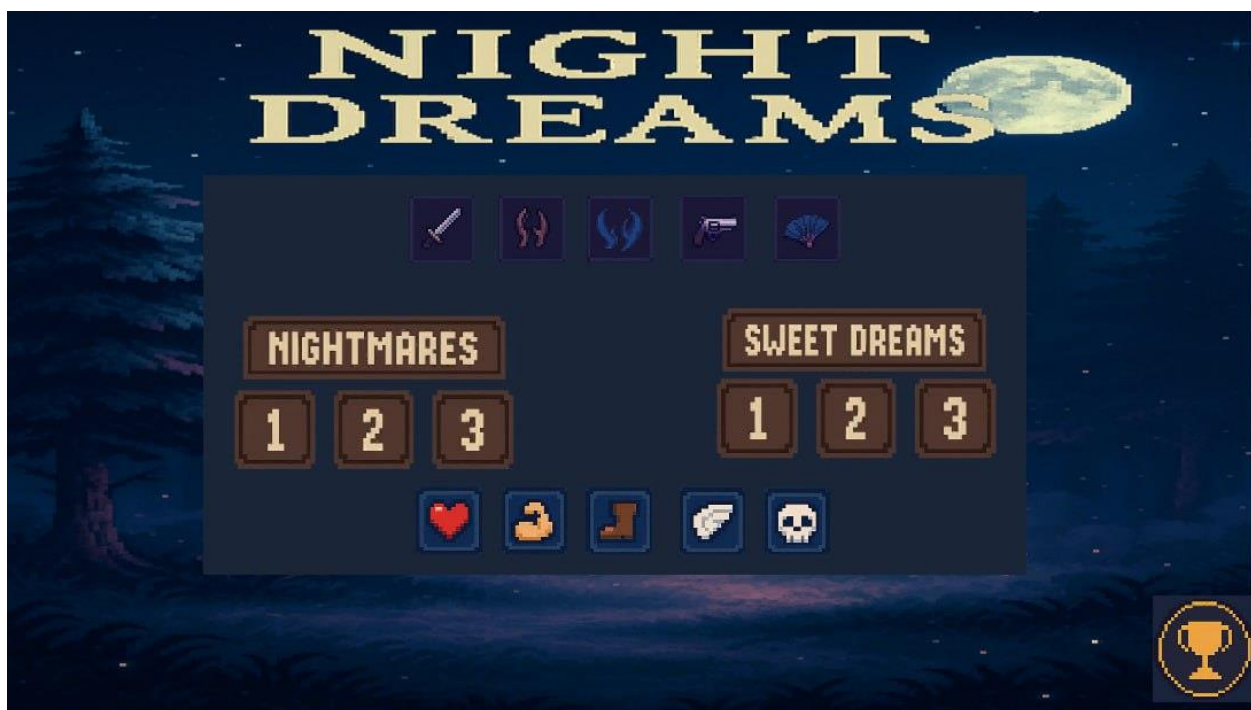 NIGHT
DREAMS
NIGHTMARES
SWEET DREAMS
1 2 3
1 2 3